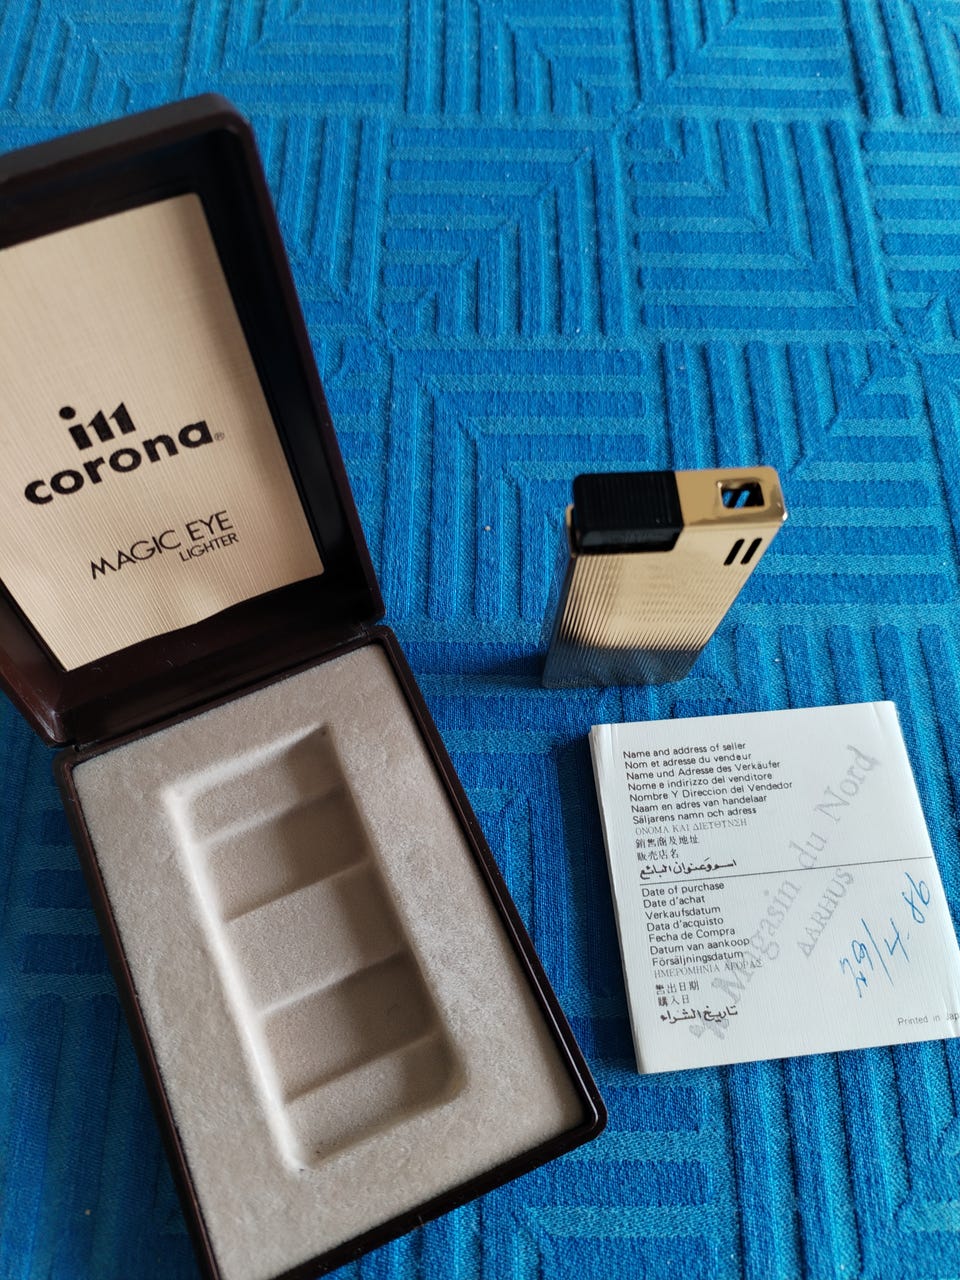 im
corona®
MAGIC EYE
LIGHTER
Name and address of seller
Nom et adresse du vendeur
Name und Adresse des Verkäufer
Nome e indirizzo del venditore
Nombre Y Direccion del Vendedor
Naam en adres van handelaar
Säljarens namn och adress
ΟΝΟΜΑ ΚΑΙ ΔΙΕΤΘΤΝΣΗ
銷售商及地址
販売店名
اسم وعنوان البائع
Date of purchase
Date d'achat
Verkaufsdatum
Data d'acquisto
Fecha de Compra
Datum van aankoop
Försäljningsdatum
ΗΜΕΡΟΜΗΝΙΑ ΑΓΟΡΑΣ
售出日期
購入日
تاريخ الشراء
Magasin du Nord
AARHUS
29/4-86
Printed in Jap